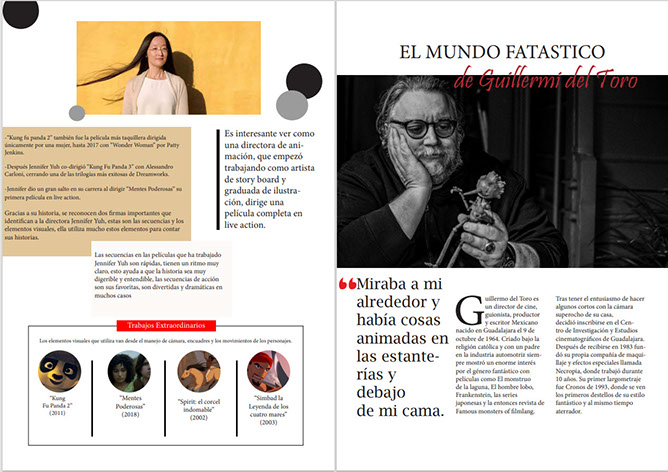 -"Kung fu panda 2" también fue la película más taquillera dirigida
únicamente por una mujer, hasta 2017 con "Wonder Woman" por Patty
Jenkins.
-Después Jennifer Yuh co-dirigió "Kung Fu Panda 3" con Alessandro
Carloni, cerrando una de las trilogías más exitosas de Dreamworks.
-Jennifer dio un gran salto en su carrera al dirigir "Mentes Poderosas" su
primera película en live action.
Gracias a su historia, se reconocen dos firmas importantes que
identifican a la directora Jennifer Yuh, estas son las secuencias y los
elementos visuales, ella utiliza mucho estos elementos para contar
sus historias.
Es interesante ver como
una directora de ani-
mación, que empezó
trabajando como artista
de story board y
graduada de ilustra-
ción, dirige una
película completa en
live action.
Las secuencias en las películas que ha trabajado
Jennifer Yuh son rápidas, tienen un ritmo muy
claro, esto ayuda a que la historia sea muy
digerible y entendible, las secuencias de acción
son sus favoritas, son divertidas y dramáticas en
muchos casos
Trabajos Extraordinarios
Los elementos visuales que utiliza van desde el manejo de cámara, encuadres y los movimientos de los personajes.
"Kung
Fu Panda 2"
(2011)
"Mentes
Poderosas"
(2018)
"Spirit: el corcel
indomable"
(2002)
"Simbad la
Leyenda de los
cuatro mares"
(2003)
EL MUNDO FATASTICO
de Guillermi del Toro
❝Miraba a mi
alrededor y
había cosas
animadas en
las estante-
rías y
debajo
de mi cama.
Guillermo del Toro es
un director de cine,
guionista, productor
y escritor Mexicano
nacido en Guadalajara el 9 de
octubre de 1964. Criado bajo la
religión católica y con un padre
en la industria automotriz siem-
pre mostró un enorme interés
por el género fantástico con
películas como El monstruo de
la laguna, El hombre lobo,
Frankenstein, las series
japonesas y la entonces revista de
Famous monsters of filmlang.
Tras tener el entusiasmo de hacer
algunos cortos con la cámara
superocho de su casa,
decidió inscribirse en el Cen-
tro de Investigación y Estudios
cinematográficos de Guadalajara.
Después de recibirse en 1983 fun-
dó su propia compañía de maqui-
llaje y efectos especiales llamada
Necropia, donde trabajó durante
10 años. Su primer largometraje
fue Cronos de 1993, donde se ven
los primeros destellos de su estilo
fantástico y al mismo tiempo
aterrador.